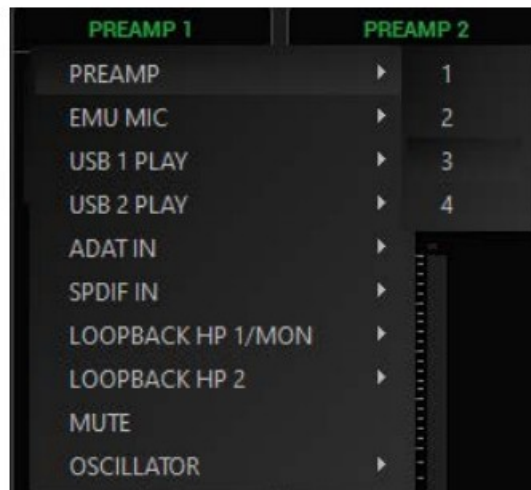 PREAMP 1 PREAMP 2
PREAMP 1
EMU MIC 2
USB 1 PLAY 3
USB 2 PLAY 4
ADAT IN
SPDIF IN
LOOPBACK HP 1/MON
LOOPBACK HP 2
MUTE
OSCILLATOR